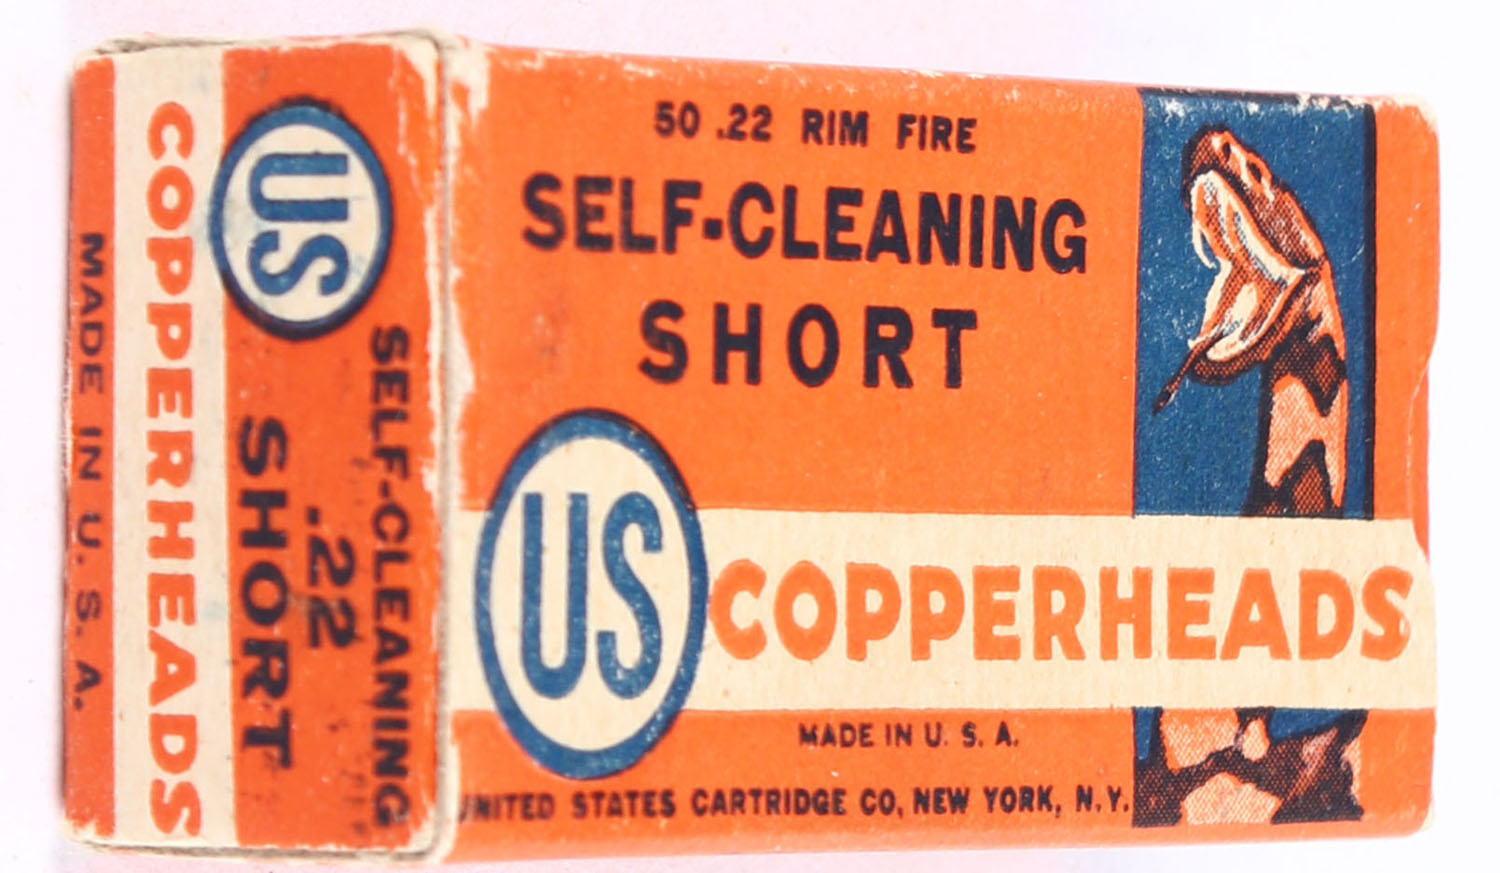 50 .22 RIM FIRE
SELF-CLEANING
SHORT
US
COPPERHEADS
MADE IN U. S. A.
UNITED STATES CARTRIDGE CO, NEW YORK, N.Y.
US
SELF-CLEANING
.22
SHORT
COPPERHEADS
MADE IN U. S. A.